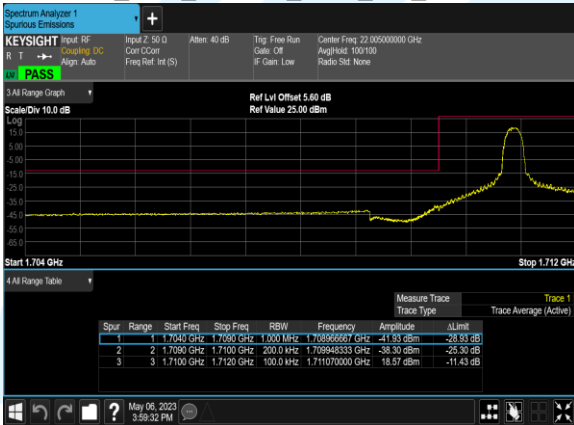 Spectrum Analyzer 1
Spurious Emissions
+
KEYSIGHT Input: RF
R T Coupling: DC
Align: Auto
Input Z: 50 Ω
Corr CCorr
Freq Ref: Int (S)
Atten: 40 dB
Trig: Free Run
Gate: Off
IF Gain: Low
Center Freq: 22.005000000 GHz
Avg|Hold: 100/100
Radio Std: None
PASS
3 All Range Graph
Scale/Div 10.0 dB
Ref Lvl Offset 5.60 dB
Ref Value 25.00 dBm
Log
15.0
5.00
-5.00
-15.0
-25.0
-35.0
-45.0
-55.0
-65.0
Start 1.704 GHz
Stop 1.712 GHz
4 All Range Table
Measure Trace Trace 1
Trace Type Trace Average (Active)
Spur Range Start Freq Stop Freq RBW Frequency Amplitude ΔLimit
1 1 1.7040 GHz 1.7090 GHz 1.000 MHz 1.708966667 GHz -41.93 dBm -28.93 dB
2 2 1.7090 GHz 1.7100 GHz 200.0 kHz 1.709948333 GHz -38.30 dBm -25.30 dB
3 3 1.7100 GHz 1.7120 GHz 100.0 kHz 1.711070000 GHz 18.57 dBm -11.43 dB
?
May 06, 2023
3:59:32 PM